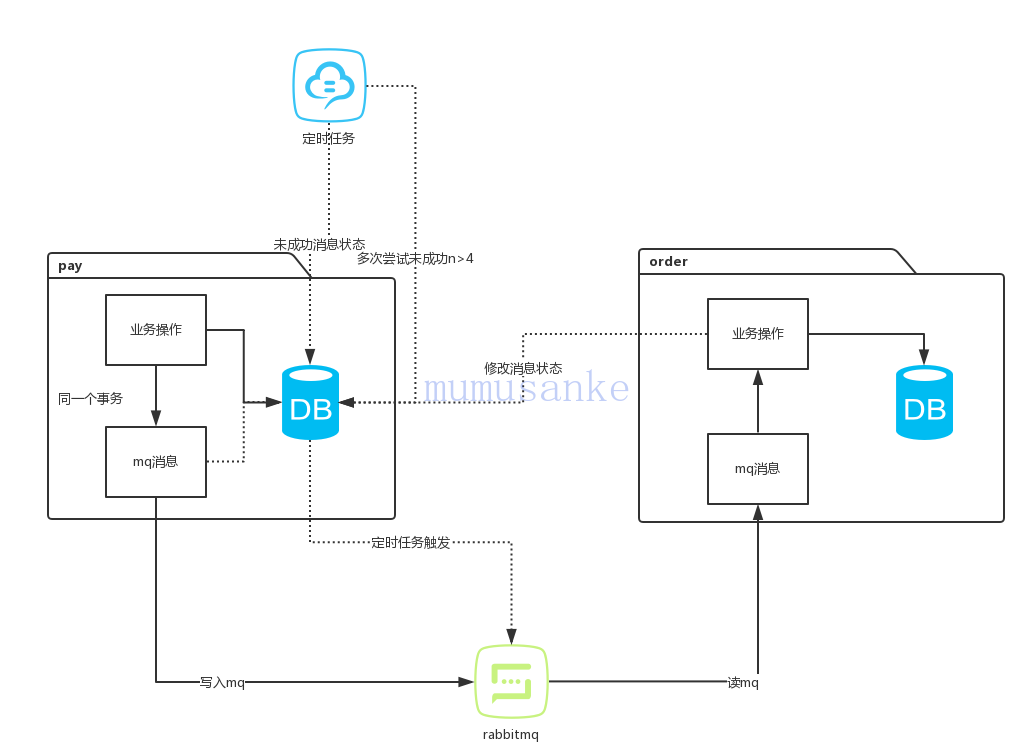 定时任务
未成功消息状态
多次尝试未成功n>4
pay
order
业务操作
业务操作
修改消息状态
mumusanke
同一个事务
DB
DB
mq消息
mq消息
定时任务触发
写入mq
读mq
rabbitmq